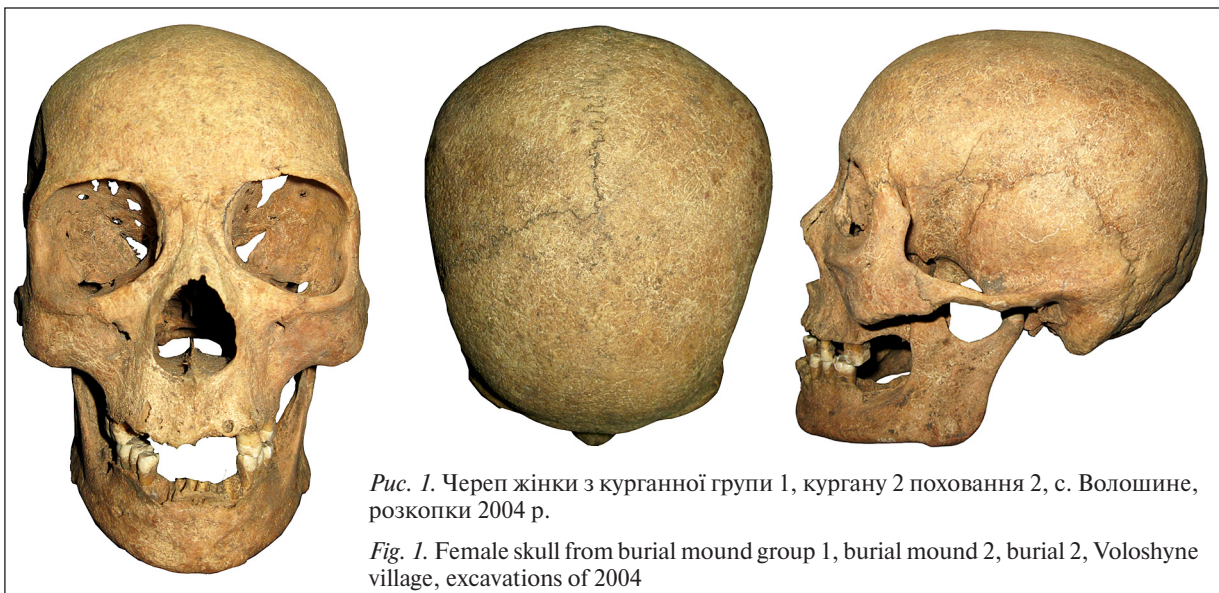 Рис. 1. Череп жінки з курганної групи 1, кургану 2 поховання 2, с. Волошине,
розкопки 2004 р.
Fig. 1. Female skull from burial mound group 1, burial mound 2, burial 2, Voloshyne
village, excavations of 2004